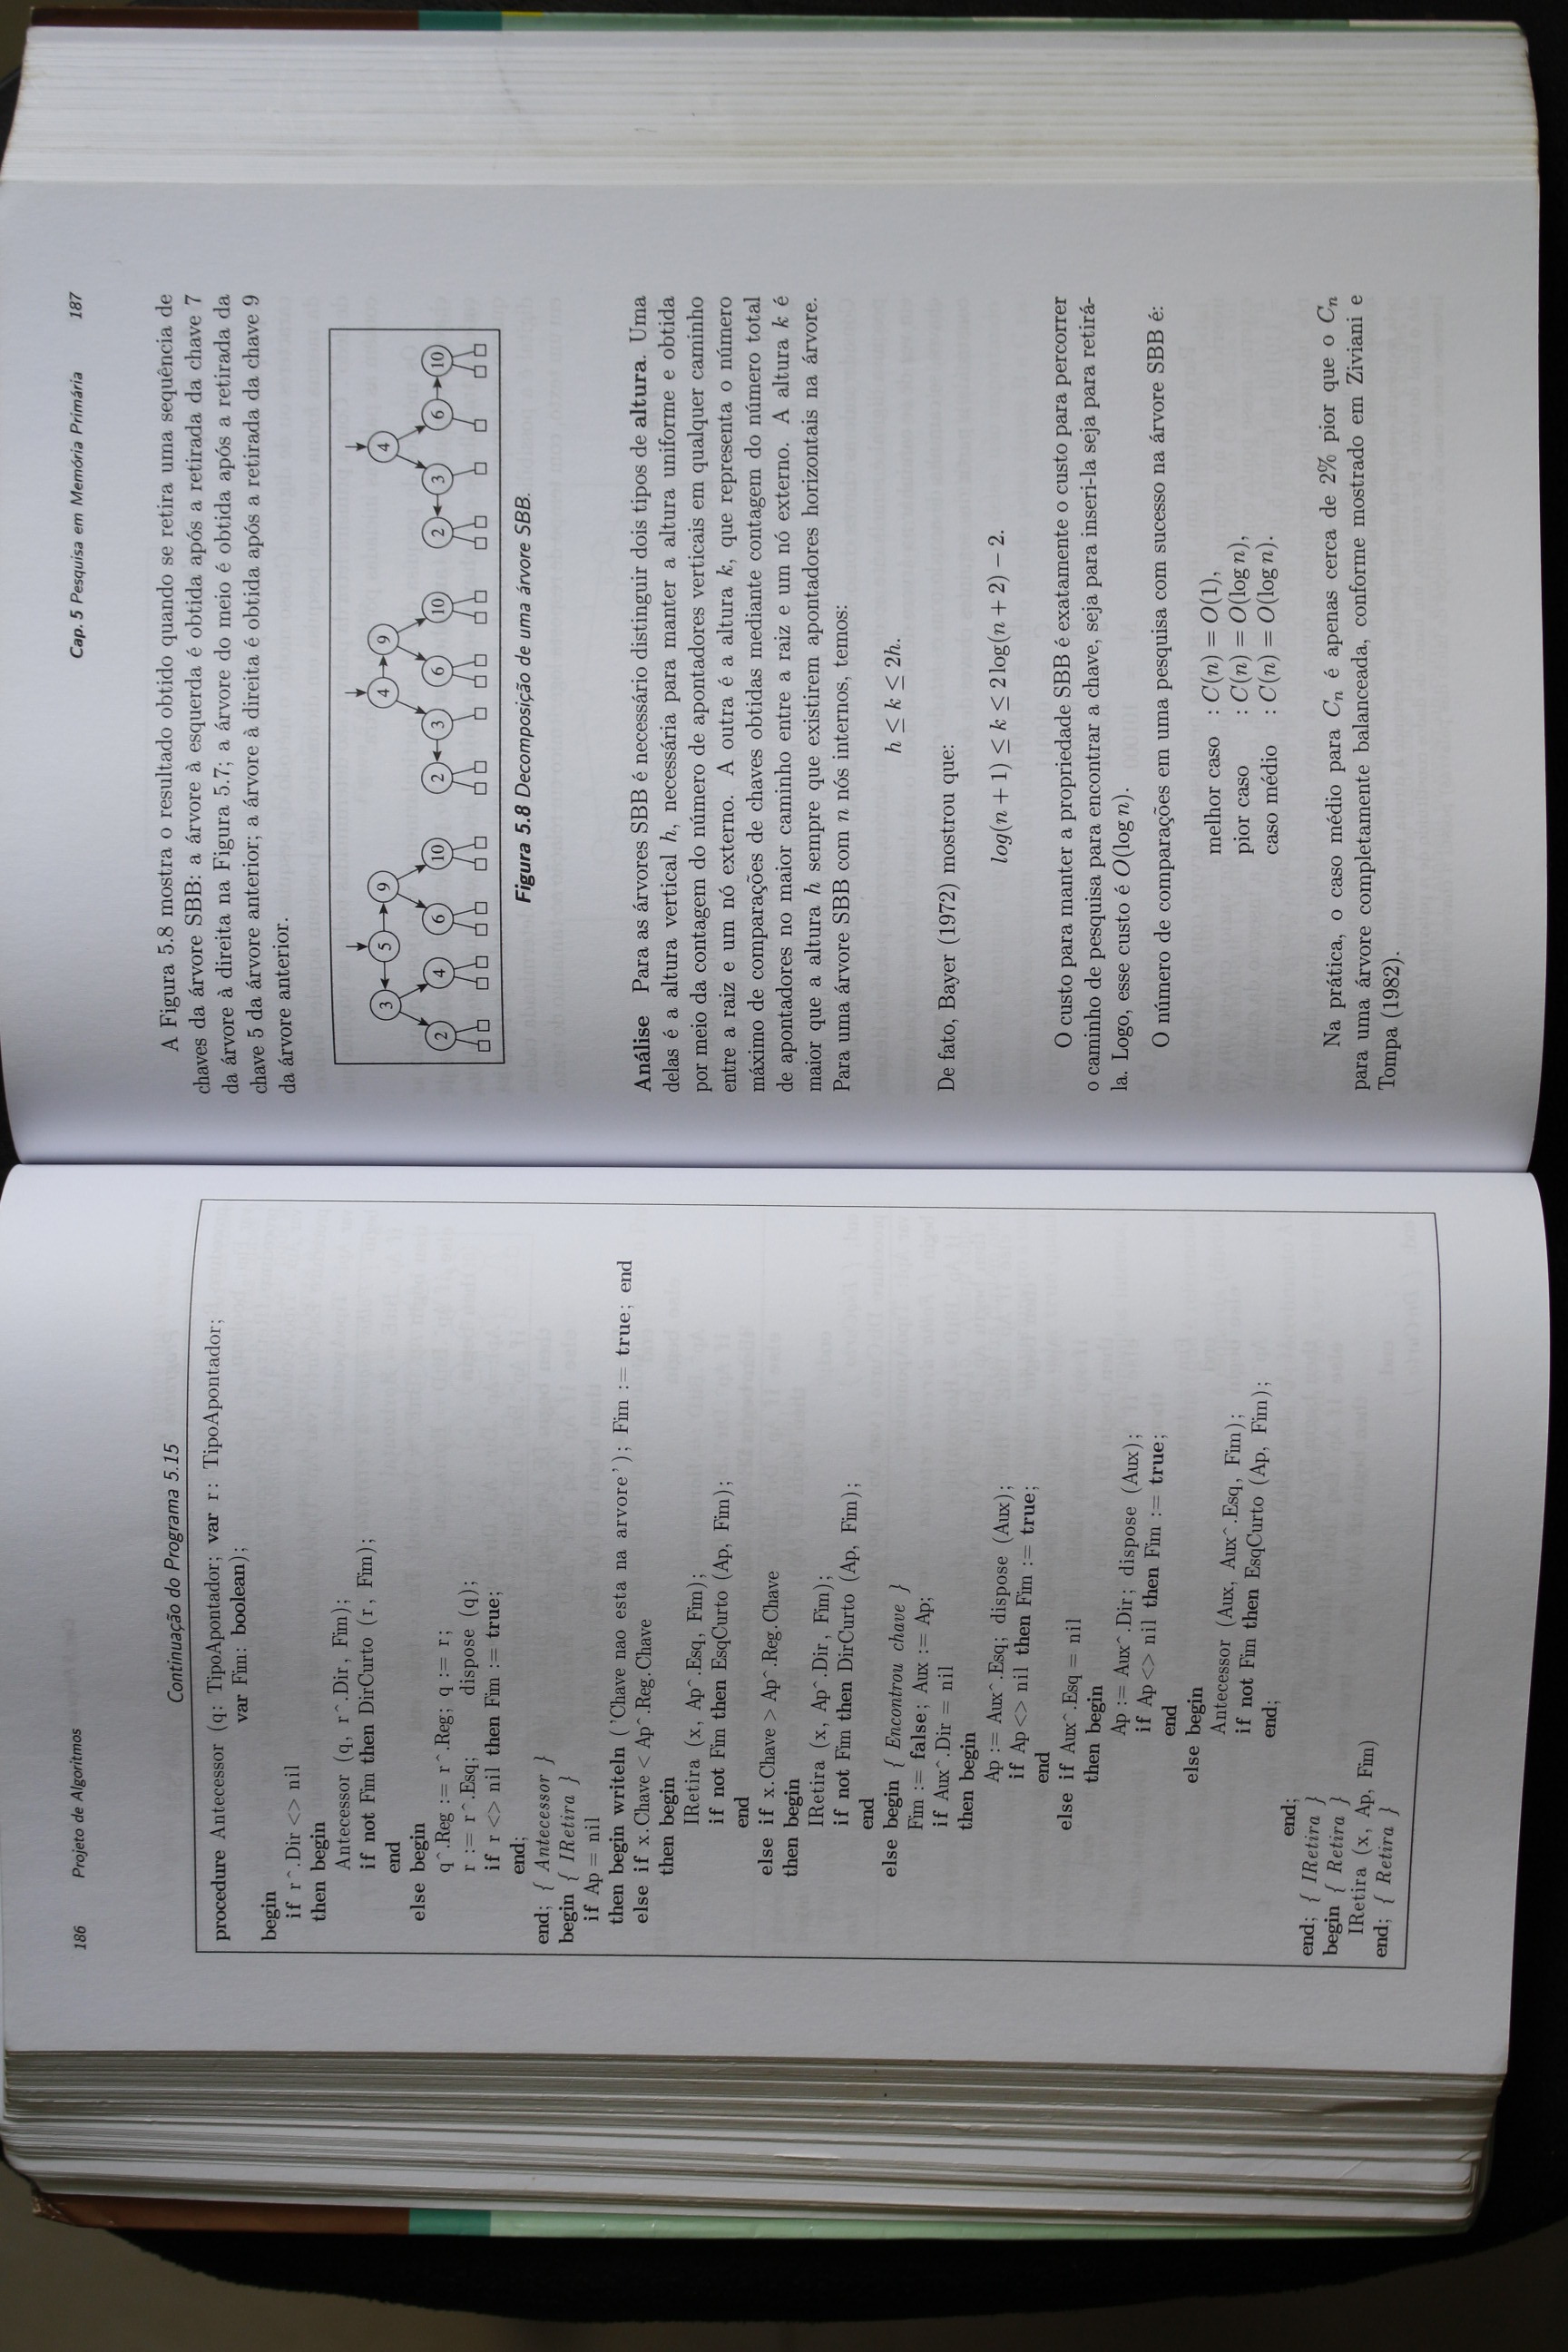 186 Projeto de Algoritmos
Continuação do Programa 5.15
procedure Antecessor (q: TipoApontador; var r: TipoApontador;
var Fim: boolean);
begin
if r^.Dir <> nil
then begin
Antecessor (q, r^.Dir, Fim);
if not Fim then DirCurto (r, Fim);
end
else begin
q^.Reg := r^.Reg; q := r;
r := r^.Esq; dispose (q);
if r <> nil then Fim := true;
end;
end; { Antecessor }
begin { IRetira }
if Ap = nil
then begin writeln ('Chave nao esta na arvore'); Fim := true; end
else if x.Chave < Ap^.Reg.Chave
then begin
IRetira (x, Ap^.Esq, Fim);
if not Fim then EsqCurto (Ap, Fim);
end
else if x.Chave > Ap^.Reg.Chave
then begin
IRetira (x, Ap^.Dir, Fim);
if not Fim then DirCurto (Ap, Fim);
end
else begin { Encontrou chave }
Fim := false; Aux := Ap;
if Aux^.Dir = nil
then begin
Ap := Aux^.Esq; dispose (Aux);
if Ap <> nil then Fim := true;
end
else if Aux^.Esq = nil
then begin
Ap := Aux^.Dir; dispose (Aux);
if Ap <> nil then Fim := true;
end
else begin
Antecessor (Aux, Aux^.Esq, Fim);
if not Fim then EsqCurto (Ap, Fim);
end;
end;
end; { IRetira }
begin { Retira }
IRetira (x, Ap, Fim)
end; { Retira }
Cap. 5 Pesquisa em Memória Primária 187
A Figura 5.8 mostra o resultado obtido quando se retira uma sequência de
chaves da árvore SBB: a árvore à esquerda é obtida após a retirada da chave 7
da árvore à direita na Figura 5.7; a árvore do meio é obtida após a retirada da
chave 5 da árvore anterior; a árvore à direita é obtida após a retirada da chave 9
da árvore anterior.
3 5 9 4 9 4
2 4 6 10 2 3 6 10 2 3 6 10
Figura 5.8 Decomposição de uma árvore SBB.
Análise Para as árvores SBB é necessário distinguir dois tipos de altura. Uma
delas é a altura vertical h, necessária para manter a altura uniforme e obtida
por meio da contagem do número de apontadores verticais em qualquer caminho
entre a raiz e um nó externo. A outra é a altura k, que representa o número
máximo de comparações de chaves obtidas mediante contagem do número total
de apontadores no maior caminho entre a raiz e um nó externo. A altura k é
maior que a altura h sempre que existirem apontadores horizontais na árvore.
Para uma árvore SBB com n nós internos, temos:
h ≤ k ≤ 2h.
De fato, Bayer (1972) mostrou que:
log(n + 1) ≤ k ≤ 2 log(n + 2) − 2.
O custo para manter a propriedade SBB é exatamente o custo para percorrer
o caminho de pesquisa para encontrar a chave, seja para inseri-la seja para retirá-
la. Logo, esse custo é O(log n).
O número de comparações em uma pesquisa com sucesso na árvore SBB é:
melhor caso : C(n) = O(1),
pior caso : C(n) = O(log n),
caso médio : C(n) = O(log n).
Na prática, o caso médio para Cn é apenas cerca de 2% pior que o Cn
para uma árvore completamente balanceada, conforme mostrado em Ziviani e
Tompa (1982).